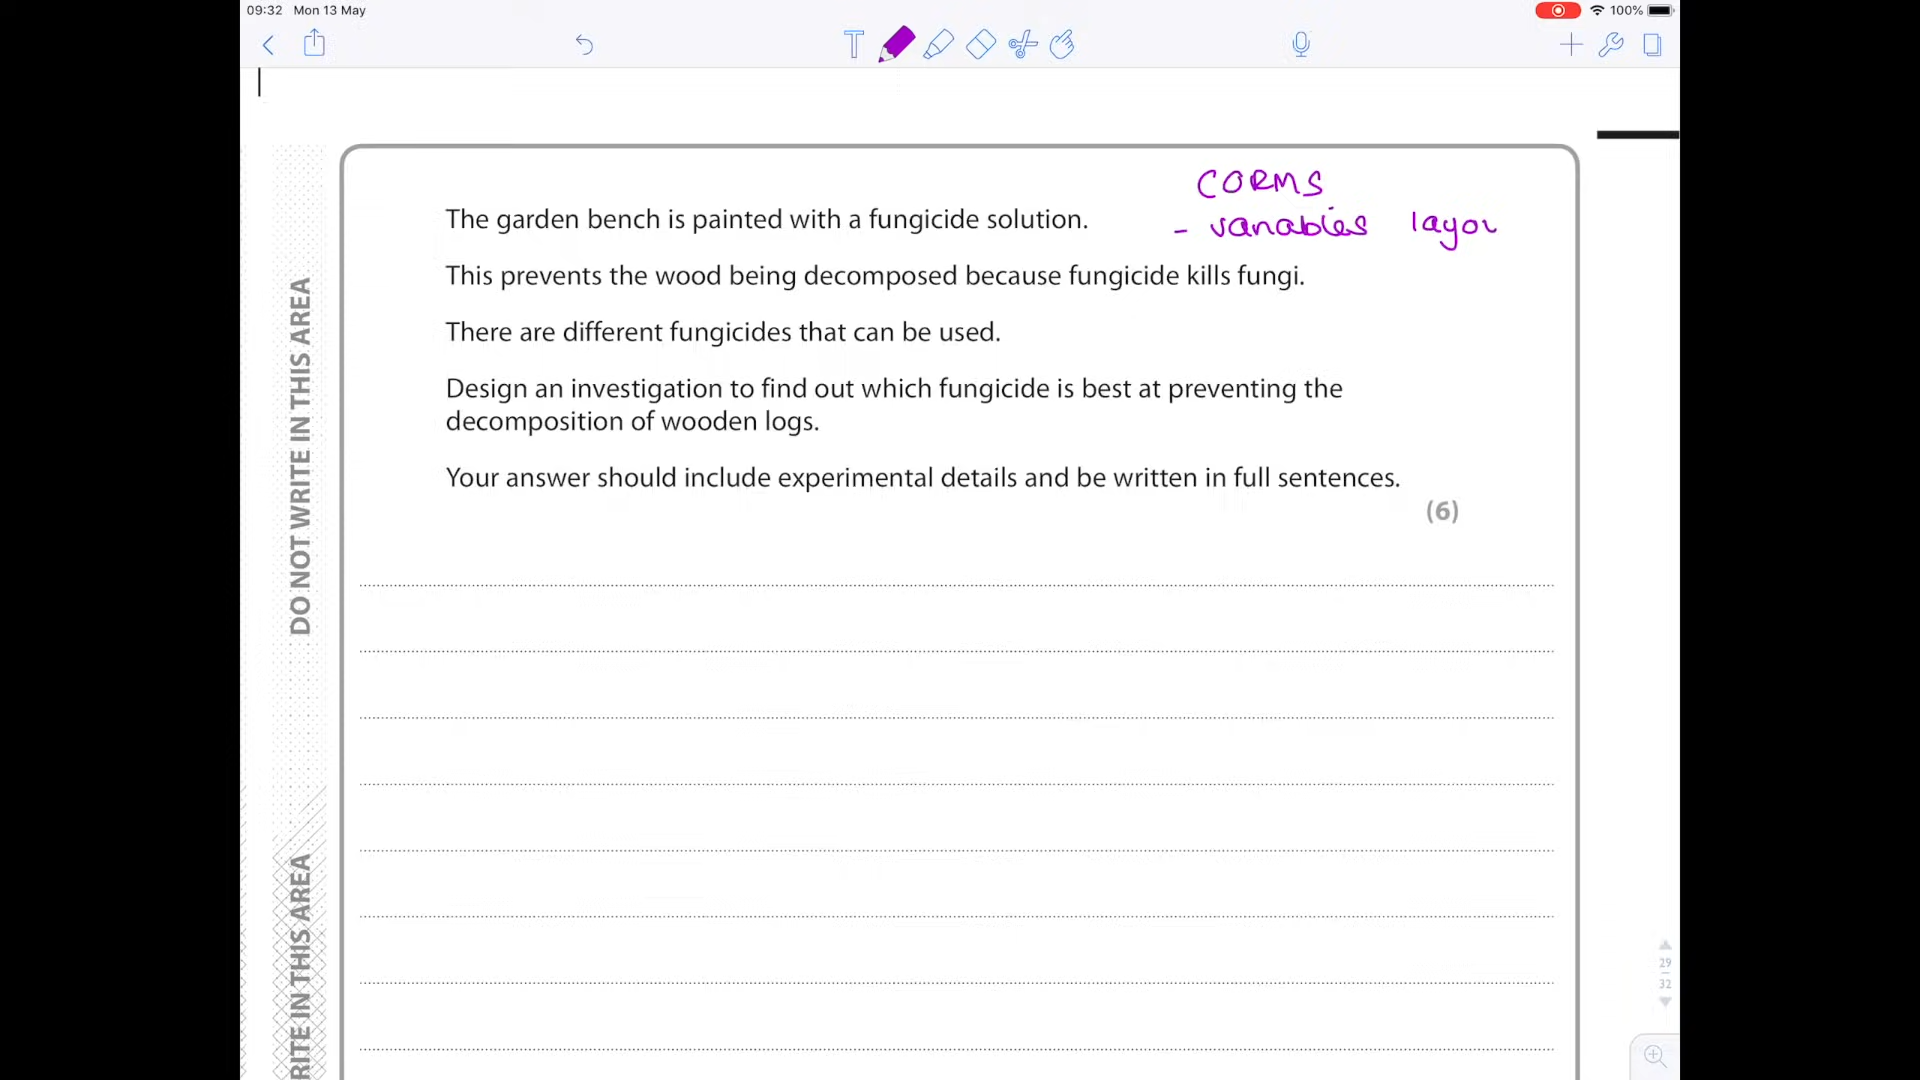 09:32 Mon 13 May
100%
CORMS
The garden bench is painted with a fungicide solution.
- variables layou
This prevents the wood being decomposed because fungicide kills fungi.
There are different fungicides that can be used.
Design an investigation to find out which fungicide is best at preventing the
decomposition of wooden logs.
Your answer should include experimental details and be written in full sentences.
(6)
DO NOT WRITE IN THIS AREA
RITE IN THIS AREA
29
32